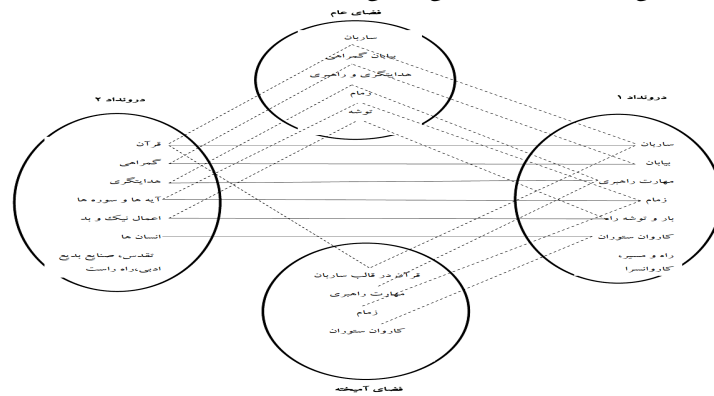 فضای عام
ساربان
بیابان گمراهی
هدایتگری و راهبری
زمام
توشه
درونداد ۱
ساربان
بیابان
مهارت راهبری
زمام
بار و توشه راه
کاروان ستوران
راه و مسیر،
کاروانسرا
درونداد ۲
قرآن
گمراهی
هدایتگری
آیه ها و سوره ها
اعمال نیک و بد
انسان ها
تقدس، صنایع بدیع
ادبی،راه راست
قرآن در قالب ساربان
مهارت راهبری
زمام
کاروان ستوران
فضای آمیخته